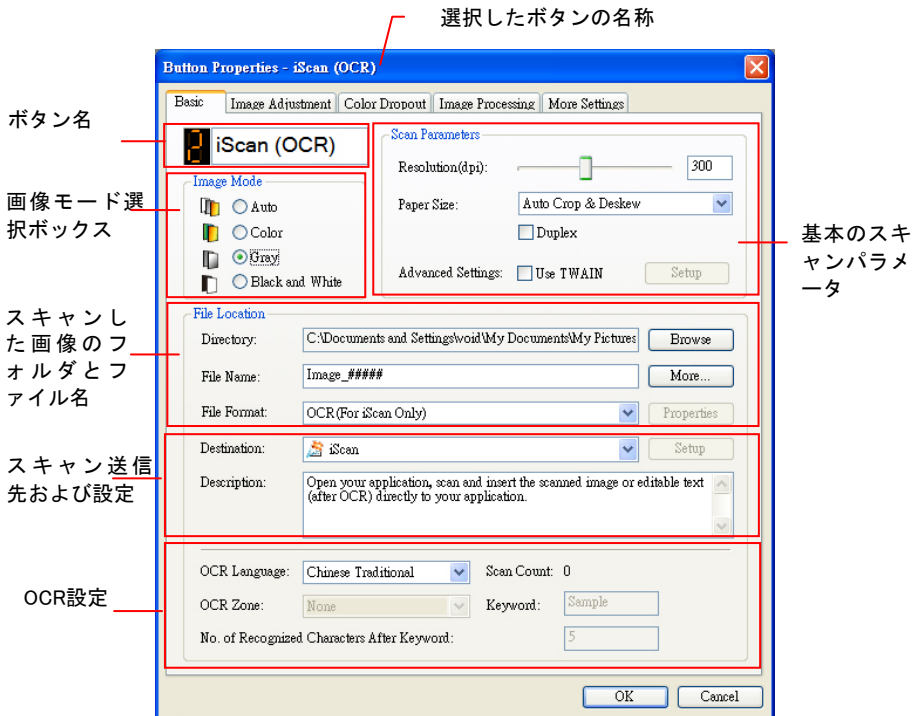 選択したボタンの名称
Button Properties - iScan (OCR)
Basic
Image Adjustment
Color Dropout
Image Processing
More Settings
ボタン名
2
iScan (OCR)
Scan Parameters
Resolution(dpi):
300
Paper Size:
Auto Crop & Deskew
Duplex
Advanced Settings:
Use TWAIN
Setup
基本のスキ
ャンパラメ
ータ
画像モード選
択ボックス
Image Mode
Auto
Color
Gray
Black and White
スキャンし
た画像のフ
ォルダとフ
ァイル名
File Location
Directory:
C:\Documents and Settings\void\My Documents\My Pictures
Browse
File Name:
Image_#####
More...
File Format:
OCR(For iScan Only)
Properties
スキャン送信
先および設定
Destination:
iScan
Setup
Description:
Open your application, scan and insert the scanned image or editable text
(after OCR) directly to your application.
OCR設定
OCR Language:
Chinese Traditional
Scan Count: 0
OCR Zone:
None
Keyword:
Sample
No. of Recognized Characters After Keyword:
5
OK
Cancel